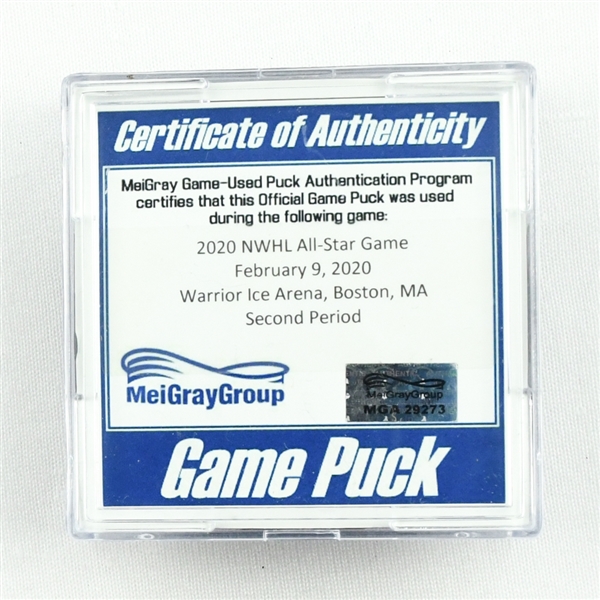 Certificate of Authenticity
MeiGray Game-Used Puck Authentication Program
certifies that this Official Game Puck was used
during the following game:
2020 NWHL All-Star Game
February 9, 2020
Warrior Ice Arena, Boston, MA
Second Period
MeiGrayGroup
MeiGrayGroup
MGA 29273
Game Puck